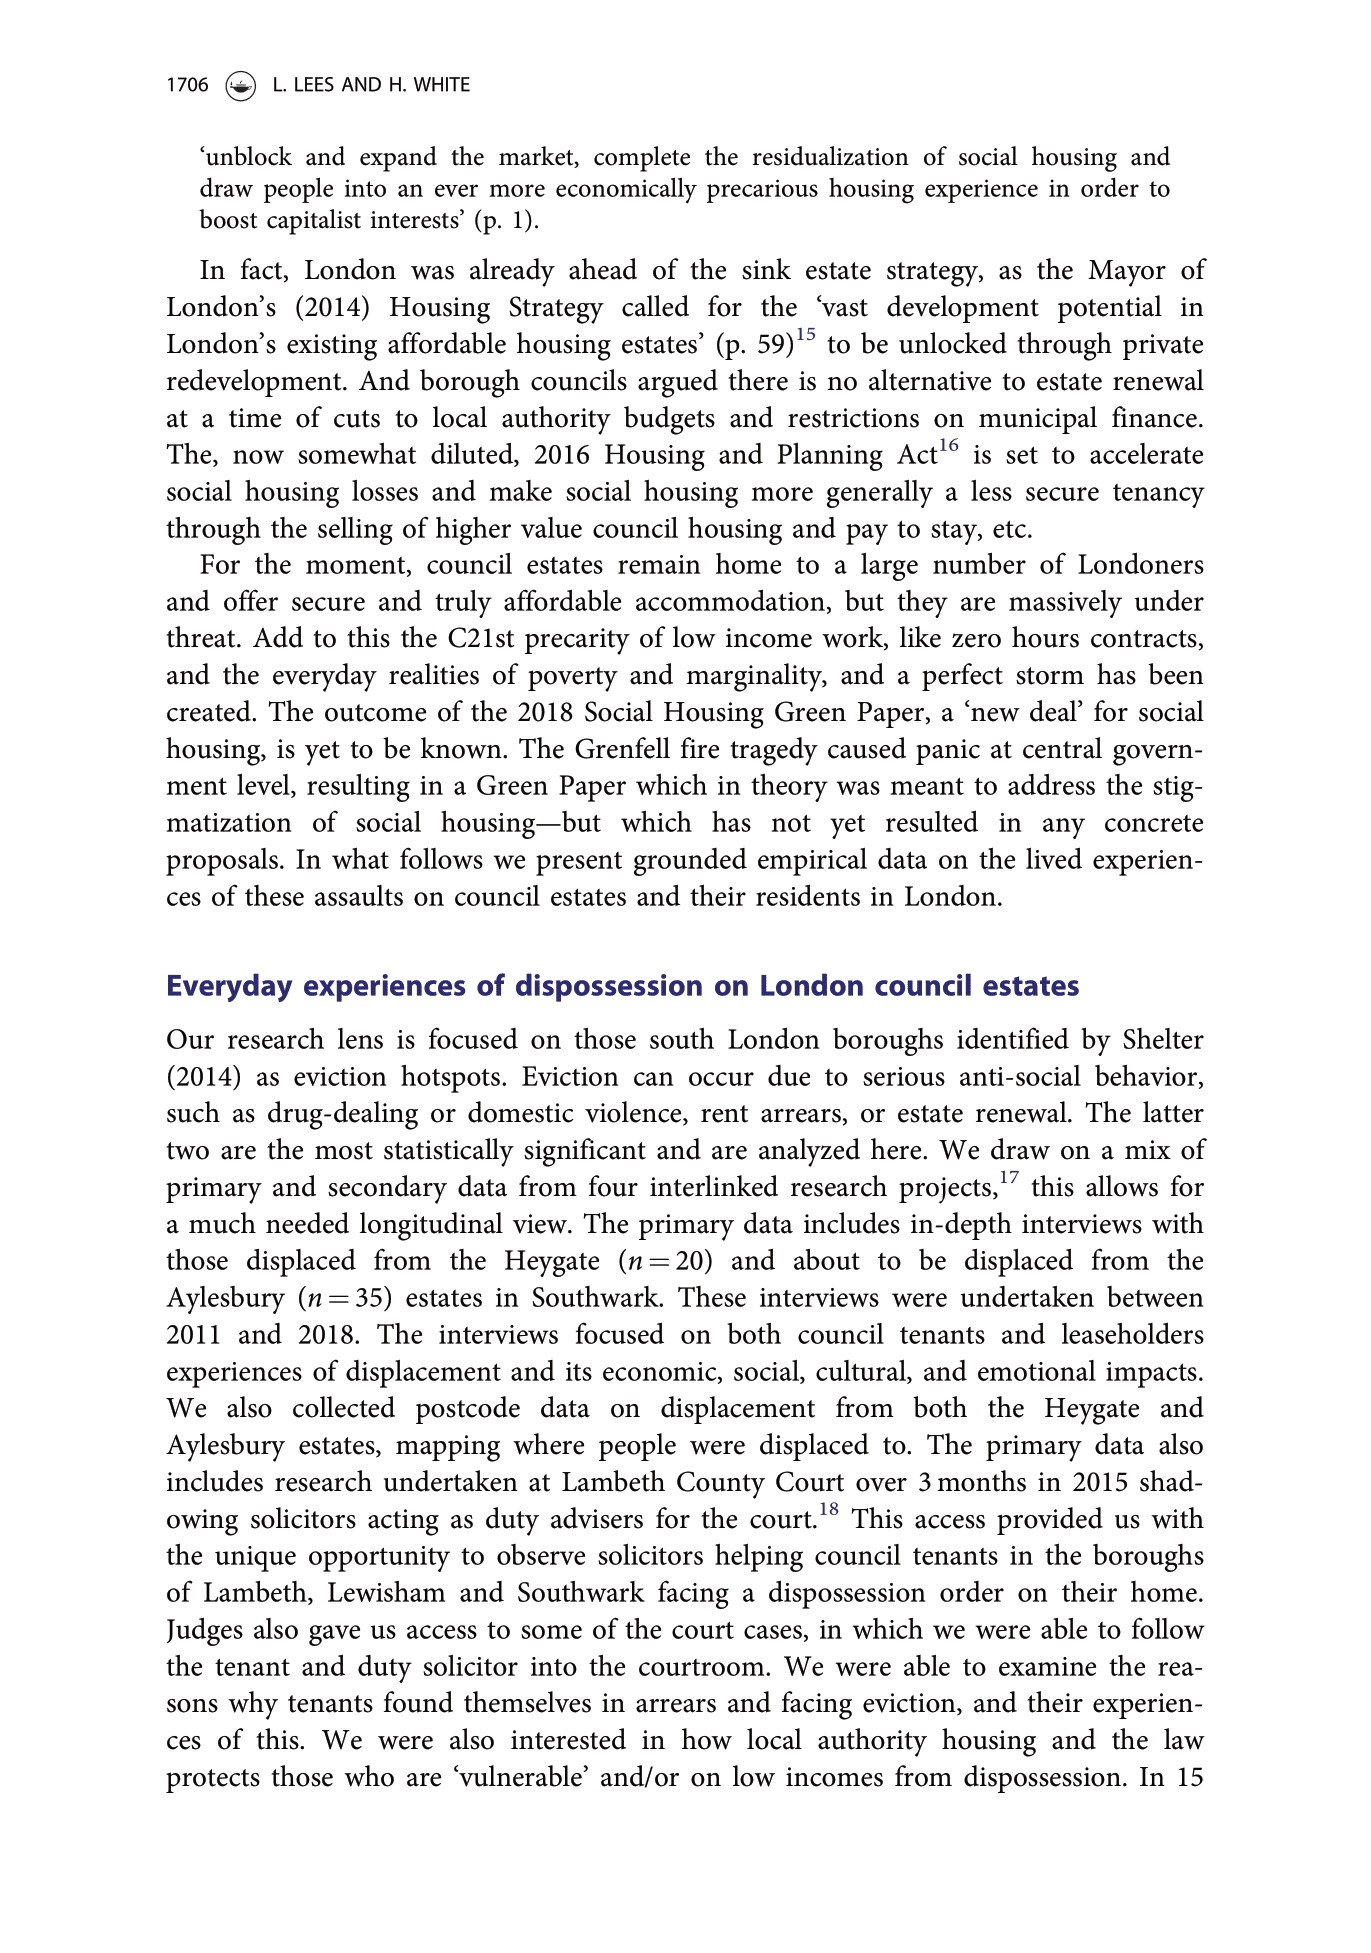 1706 L. LEES AND H. WHITE
‘unblock and expand the market, complete the residualization of social housing and
draw people into an ever more economically precarious housing experience in order to
boost capitalist interests’ (p. 1).
In fact, London was already ahead of the sink estate strategy, as the Mayor of
London’s (2014) Housing Strategy called for the ‘vast development potential in
London’s existing affordable housing estates’ (p. 59)15 to be unlocked through private
redevelopment. And borough councils argued there is no alternative to estate renewal
at a time of cuts to local authority budgets and restrictions on municipal finance.
The, now somewhat diluted, 2016 Housing and Planning Act16 is set to accelerate
social housing losses and make social housing more generally a less secure tenancy
through the selling of higher value council housing and pay to stay, etc.
For the moment, council estates remain home to a large number of Londoners
and offer secure and truly affordable accommodation, but they are massively under
threat. Add to this the C21st precarity of low income work, like zero hours contracts,
and the everyday realities of poverty and marginality, and a perfect storm has been
created. The outcome of the 2018 Social Housing Green Paper, a ‘new deal’ for social
housing, is yet to be known. The Grenfell fire tragedy caused panic at central govern-
ment level, resulting in a Green Paper which in theory was meant to address the stig-
matization of social housing—but which has not yet resulted in any concrete
proposals. In what follows we present grounded empirical data on the lived experien-
ces of these assaults on council estates and their residents in London.
Everyday experiences of dispossession on London council estates
Our research lens is focused on those south London boroughs identified by Shelter
(2014) as eviction hotspots. Eviction can occur due to serious anti-social behavior,
such as drug-dealing or domestic violence, rent arrears, or estate renewal. The latter
two are the most statistically significant and are analyzed here. We draw on a mix of
primary and secondary data from four interlinked research projects,17 this allows for
a much needed longitudinal view. The primary data includes in-depth interviews with
those displaced from the Heygate (n = 20) and about to be displaced from the
Aylesbury (n = 35) estates in Southwark. These interviews were undertaken between
2011 and 2018. The interviews focused on both council tenants and leaseholders
experiences of displacement and its economic, social, cultural, and emotional impacts.
We also collected postcode data on displacement from both the Heygate and
Aylesbury estates, mapping where people were displaced to. The primary data also
includes research undertaken at Lambeth County Court over 3 months in 2015 shad-
owing solicitors acting as duty advisers for the court.18 This access provided us with
the unique opportunity to observe solicitors helping council tenants in the boroughs
of Lambeth, Lewisham and Southwark facing a dispossession order on their home.
Judges also gave us access to some of the court cases, in which we were able to follow
the tenant and duty solicitor into the courtroom. We were able to examine the rea-
sons why tenants found themselves in arrears and facing eviction, and their experien-
ces of this. We were also interested in how local authority housing and the law
protects those who are ‘vulnerable’ and/or on low incomes from dispossession. In 15